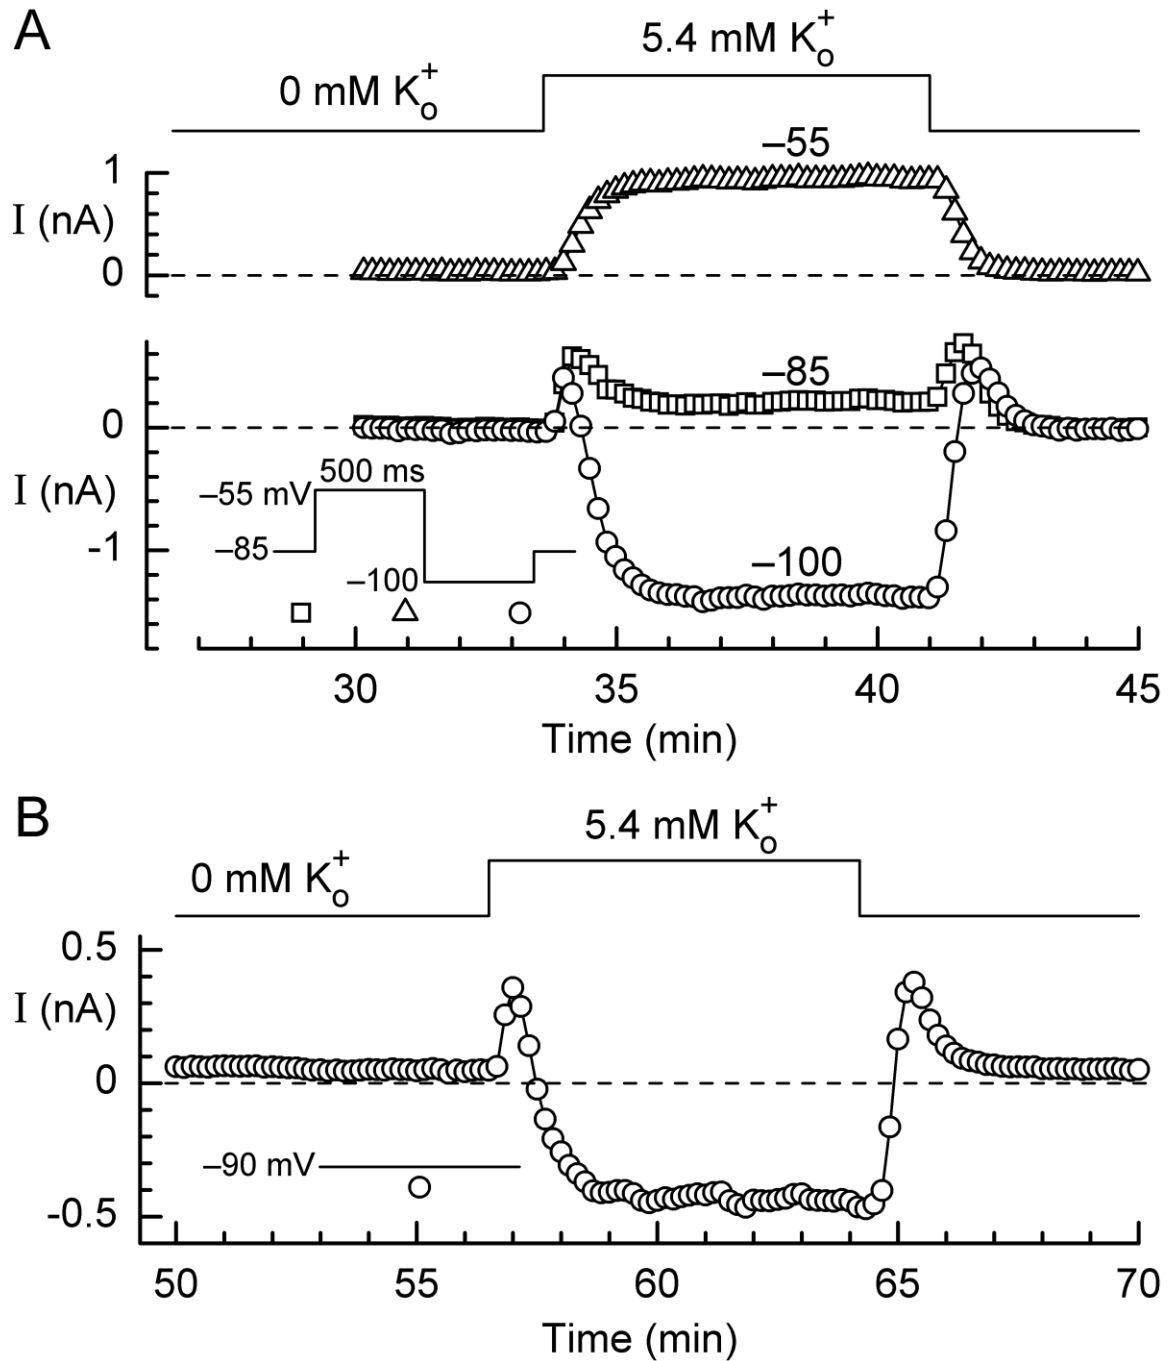 A
5.4 mM K⁺ₒ
0 mM K⁺ₒ
–55
1
I (nA)
0
–85
0
500 ms
I (nA)
–55 mV
–85
-1
–100
–100
30 35 40 45
Time (min)
B
5.4 mM K⁺ₒ
0 mM K⁺ₒ
0.5
I (nA)
0
–90 mV
-0.5
50 55 60 65 70
Time (min)